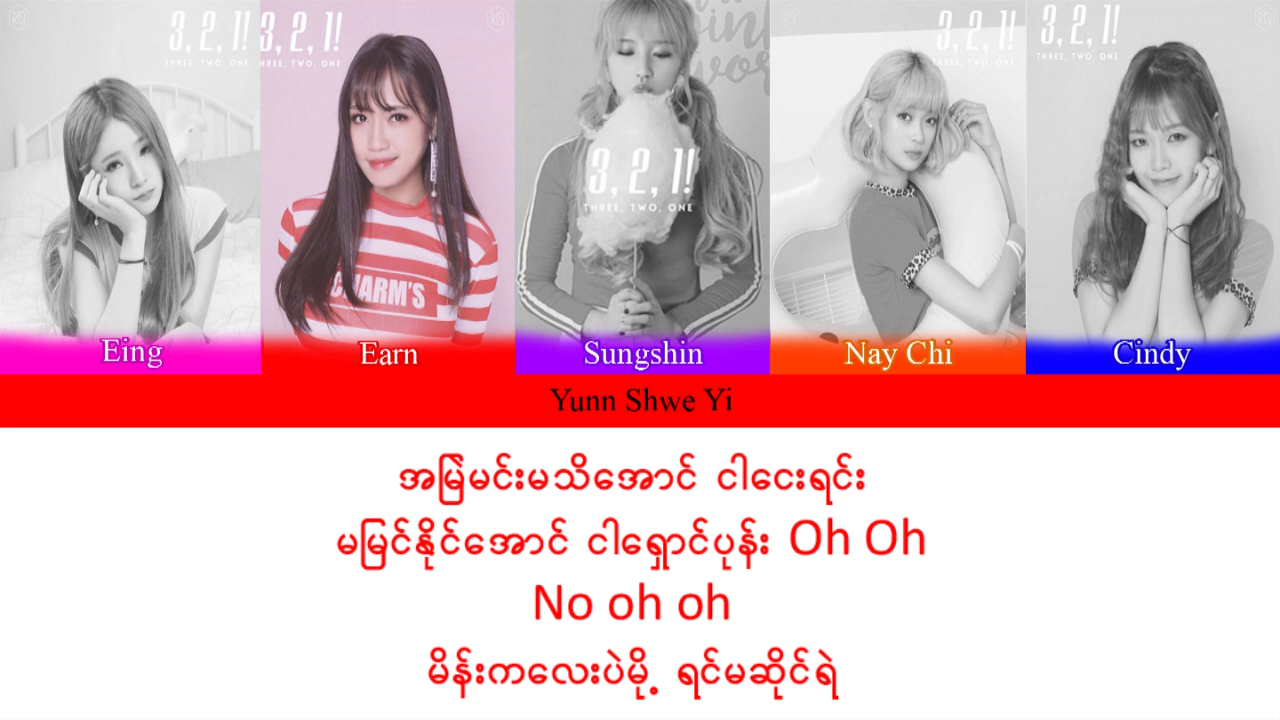 3, 2, 1!
THREE, TWO, ONE
3, 2, 1!
THREE, TWO, ONE
3, 2, 1!
THREE, TWO, ONE
3, 2, 1!
THREE, TWO, ONE
3, 2, 1!
THREE, TWO, ONE
CHARM'S
Eing
Earn
Sungshin
Nay Chi
Cindy
Yunn Shwe Yi
အမြဲမင်းမသိအောင် ငါငေးရင်း
မမြင်နိုင်အောင် ငါရှောင်ပုန်း Oh Oh
No oh oh
မိန်းကလေးပဲမို့ ရင်မဆိုင်ရဲ